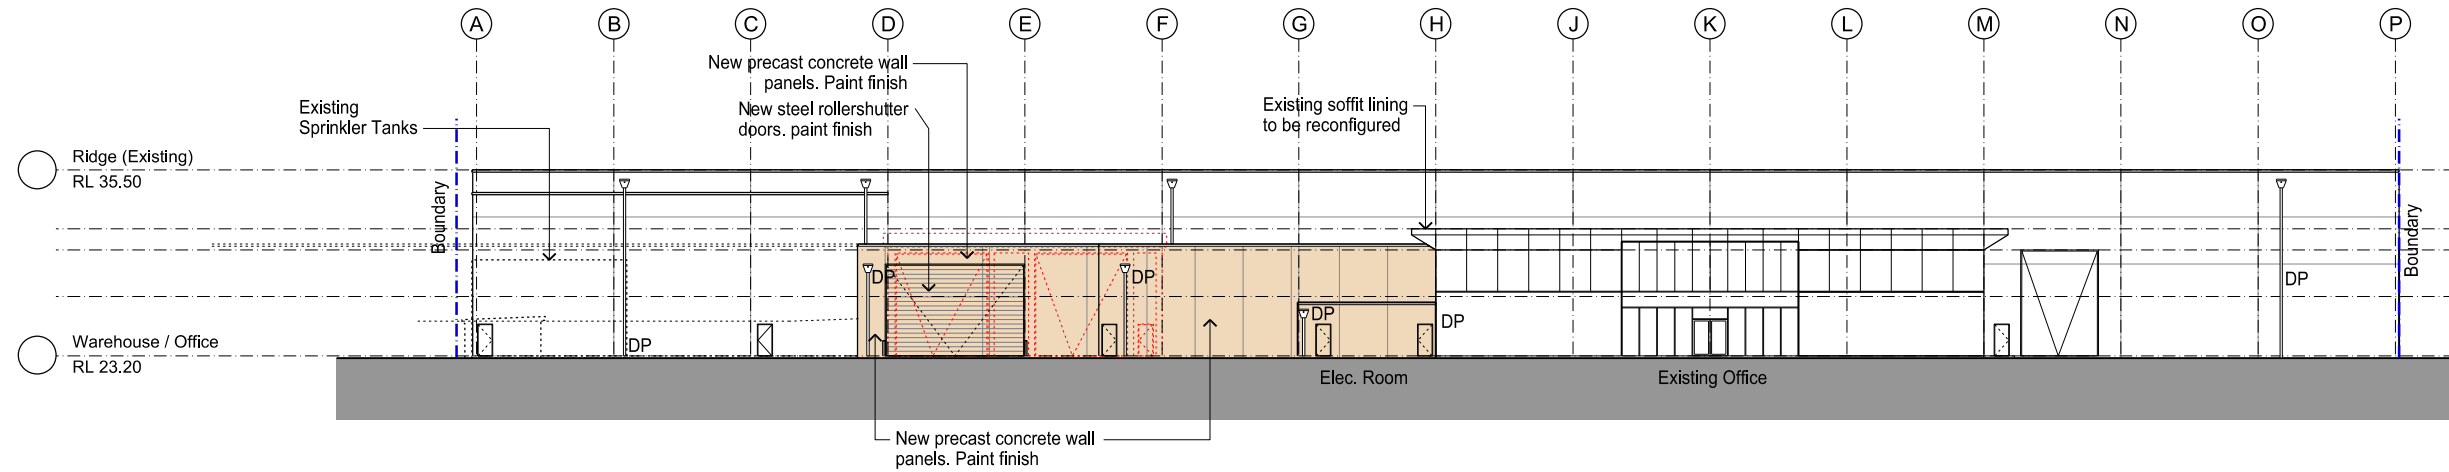 A B C D E F G H J K L M N O P
New precast concrete wall
panels. Paint finish
New steel rollershutter
doors. paint finish
Existing
Sprinkler Tanks
Existing soffit lining
to be reconfigured
Ridge (Existing)
RL 35.50
Boundary
Boundary
DP
DP
DP
DP
DP
DP
Warehouse / Office
RL 23.20
Elec. Room
Existing Office
New precast concrete wall
panels. Paint finish